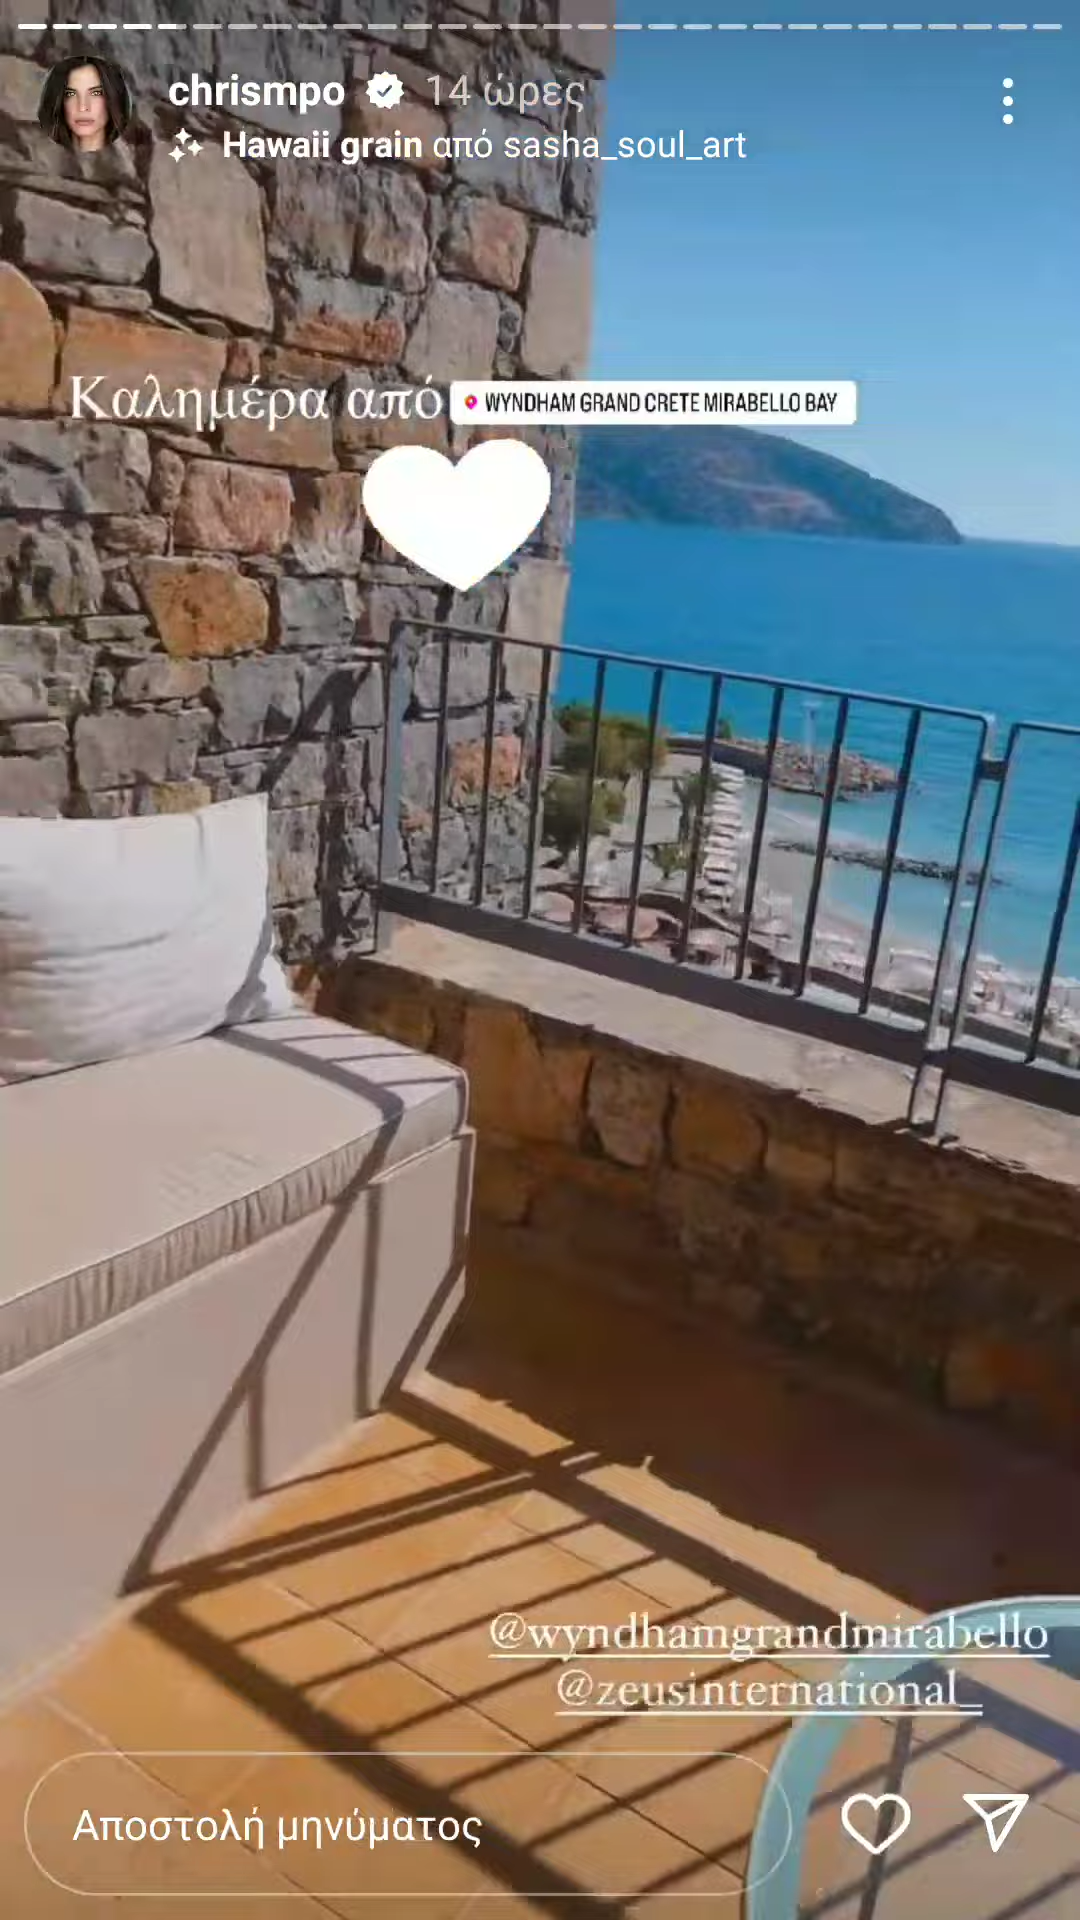 chrismpo 14 ώρες
Hawaii grain από sasha_soul_art
Καλημέρα από WYNDHAM GRAND CRETE MIRABELLO BAY
@wyndhamgrandmirabello
@zeusinternational_
Αποστολή μηνύματος